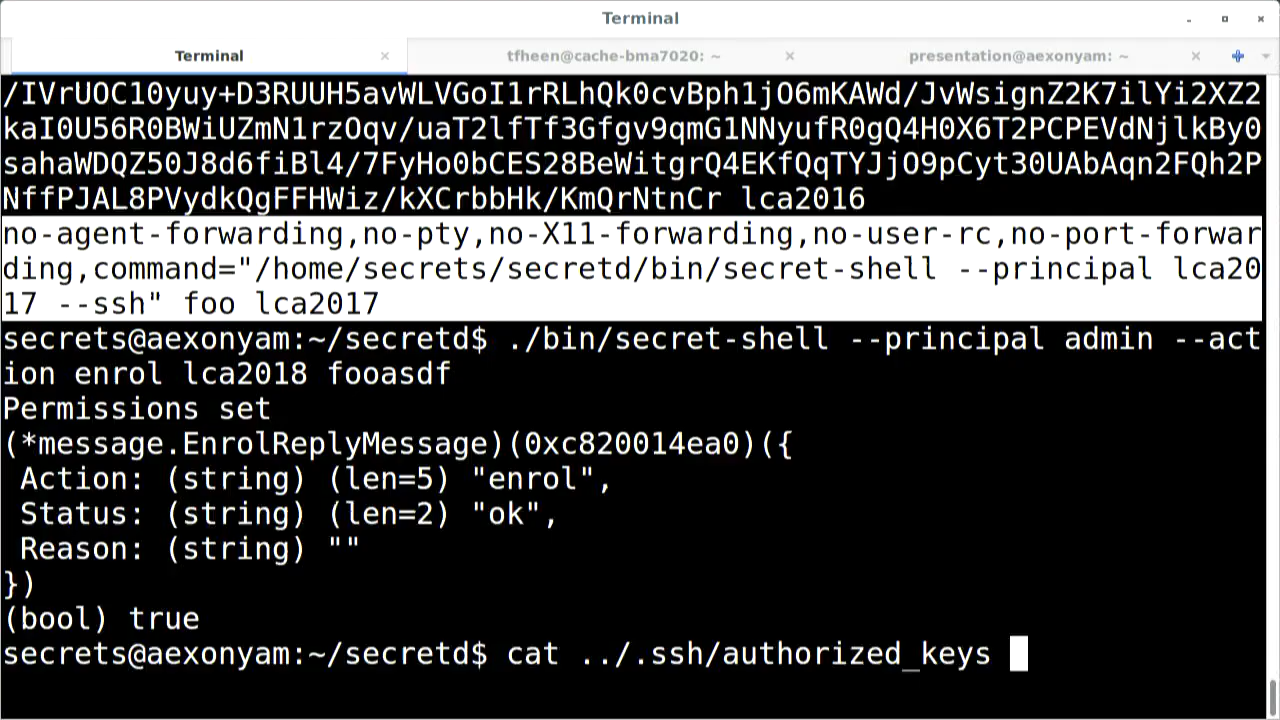 Terminal
Terminal
tfheen@cache-bma7020: ~
presentation@aexonyam: ~
/IVrUOC10yuy+D3RUUH5avWLVGoI1rRLhQk0cvBph1jO6mKAWd/JvWsignZ2K7ilYi2XZ2
kaI0U56R0BWiUZmN1rzOqv/uaT2lfTf3Gfgv9qmG1NNyufR0gQ4H0X6T2PCPEVdNjlkBy0
sahaWDQZ50J8d6fiBl4/7FyHo0bCES28BeWitgrQ4EKfQqTYJjO9pCyt30UAbAqn2FQh2P
NffPJAL8PVydkQgFFHWiz/kXCrbbHk/KmQrNtnCr lca2016
no-agent-forwarding,no-pty,no-X11-forwarding,no-user-rc,no-port-forwar
ding,command="/home/secrets/secretd/bin/secret-shell --principal lca20
17 --ssh" foo lca2017
secrets@aexonyam:~/secretd$ ./bin/secret-shell --principal admin --act
ion enrol lca2018 fooasdf
Permissions set
(*message.EnrolReplyMessage)(0xc820014ea0)({
 Action: (string) (len=5) "enrol",
 Status: (string) (len=2) "ok",
 Reason: (string) ""
})
(bool) true
secrets@aexonyam:~/secretd$ cat ../.ssh/authorized_keys